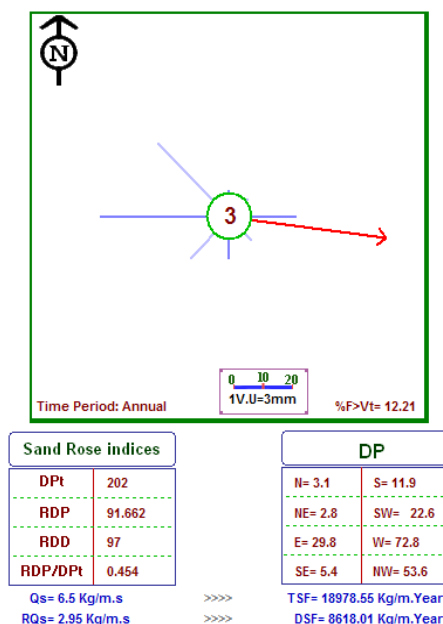 N
3
0 10 20
1V.U=3mm
Time Period: Annual
%F>Vt= 12.21
Sand Rose indices
DPt 202
RDP 91.662
RDD 97
RDP/DPt 0.454
DP
N= 3.1 S= 11.9
NE= 2.8 SW= 22.6
E= 29.8 W= 72.8
SE= 5.4 NW= 53.6
Qs= 6.5 Kg/m.s >>>> TSF= 18978.55 Kg/m.Year
RQs= 2.95 Kg/m.s >>>> DSF= 8618.01 Kg/m.Year